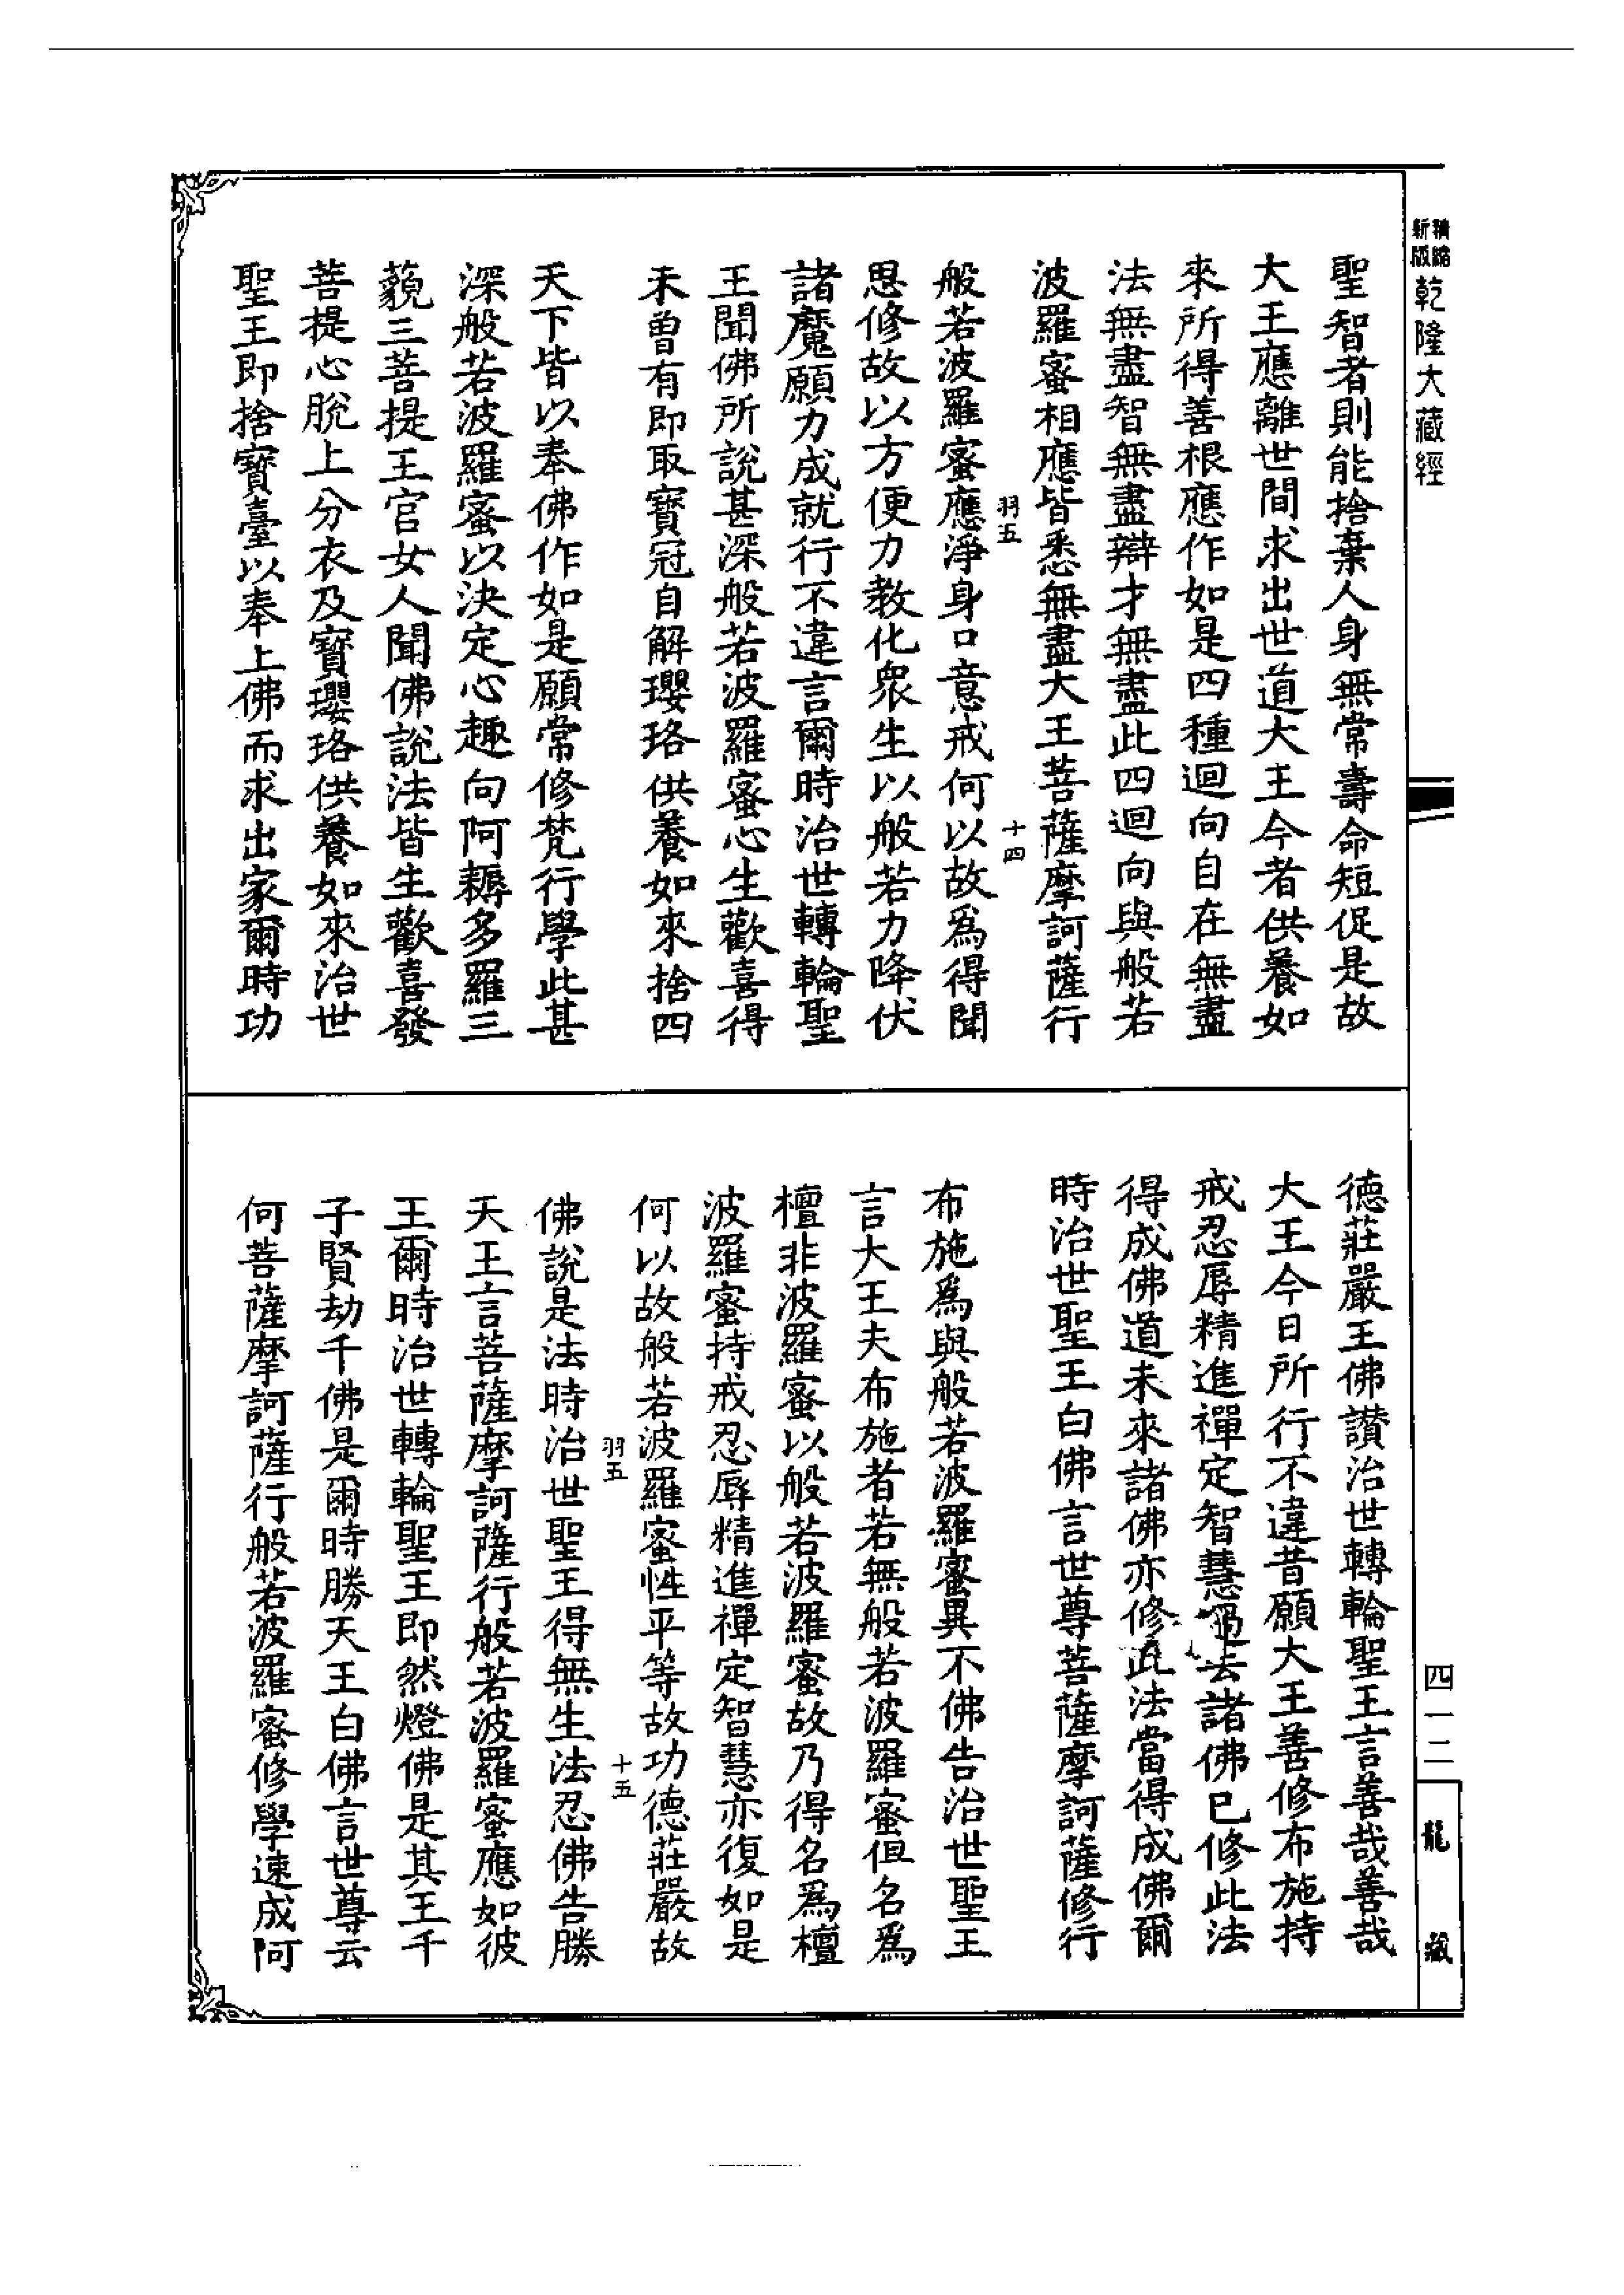 精縮
新版
乾隆大藏經
聖智者則能捨棄人身無常壽命短促是故
大王應離世間求出世道大王今者供養如
來所得善根應作如是四種迴向自在無盡
法無盡智無盡辯才無盡此四迴向與般若
波羅蜜相應皆悉無盡大王菩薩摩訶薩行
羽五
十四
般若波羅蜜應淨身口意戒何以故為得聞
思修故以方便力教化眾生以般若力降伏
諸魔願力成就行不違言爾時治世轉輪聖
王聞佛所說甚深般若波羅蜜心生歡喜得
未曾有即取寶冠自解瓔珞供養如來捨四
天下皆以奉佛作如是願常修梵行學此甚
深般若波羅蜜以決定心趣向阿耨多羅三
藐三菩提王官女人聞佛說法皆生歡喜發
菩提心脫上分衣及寶瓔珞供養如來治世
聖王即捨寶臺以奉上佛而求出家爾時功
德莊嚴王佛讚治世轉輪聖王言善哉善哉
大王今日所行不違昔願大王善修布施持
戒忍辱精進禪定智慧去諸佛已修此法
得成佛道未來諸佛亦修此法當得成佛爾
時治世聖王白佛言世尊菩薩摩訶薩修行
布施為與般若波羅蜜異不佛告治世聖王
言大王夫布施者若無般若波羅蜜但名為
檀非波羅蜜以般若波羅蜜故乃得名為檀
波羅蜜持戒忍辱精進禪定智慧亦復如是
何以故般若波羅蜜性平等故功德莊嚴故
羽五
十五
佛說是法時治世聖王得無生法忍佛告勝
天王言菩薩摩訶薩行般若波羅蜜應如彼
王爾時治世轉輪聖王即然燈佛是其王千
子賢劫千佛是爾時勝天王白佛言世尊云
何菩薩摩訶薩行般若波羅蜜修學速成阿
四一二
龍藏